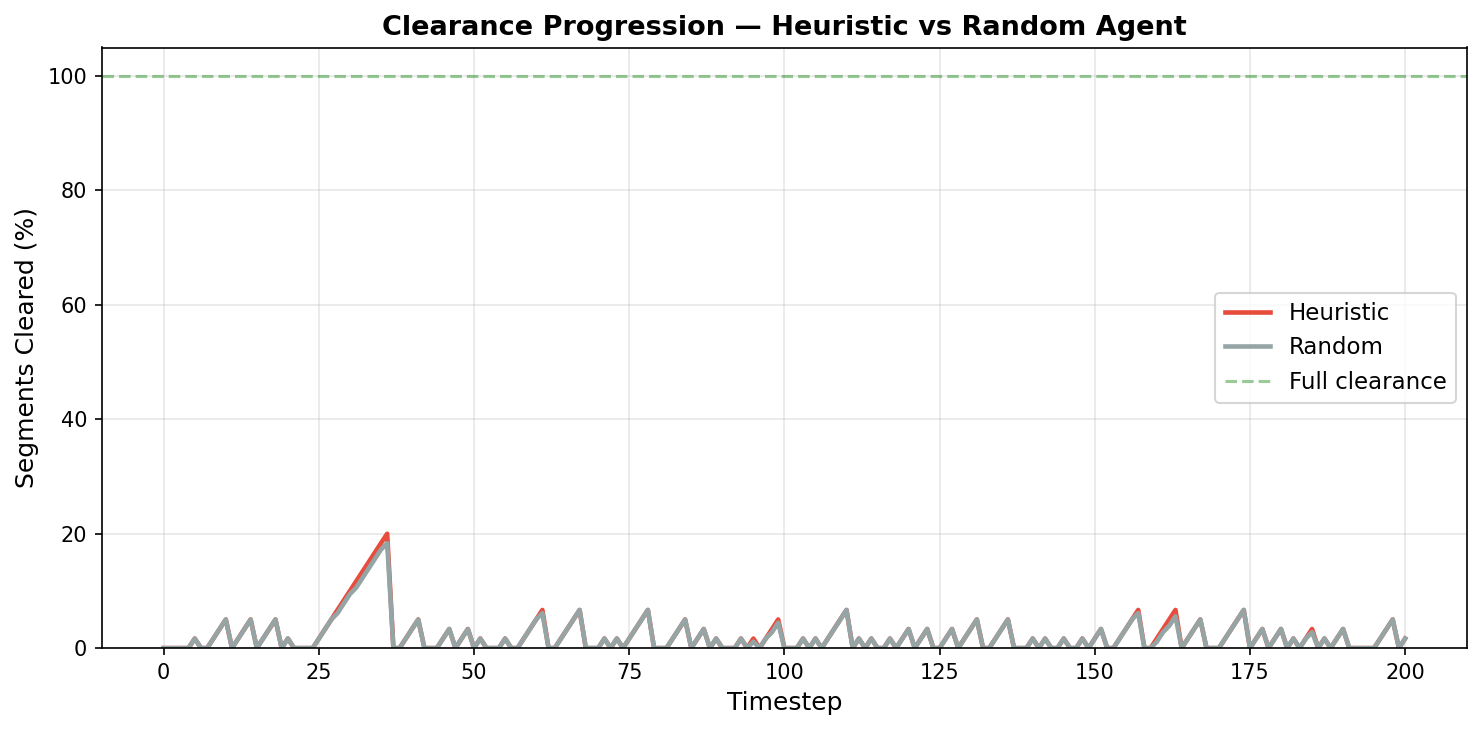 Clearance Progression — Heuristic vs Random Agent
Segments Cleared (%)
100
80
60
40
20
0
Heuristic
Random
Full clearance
0 25 50 75 100 125 150 175 200
Timestep